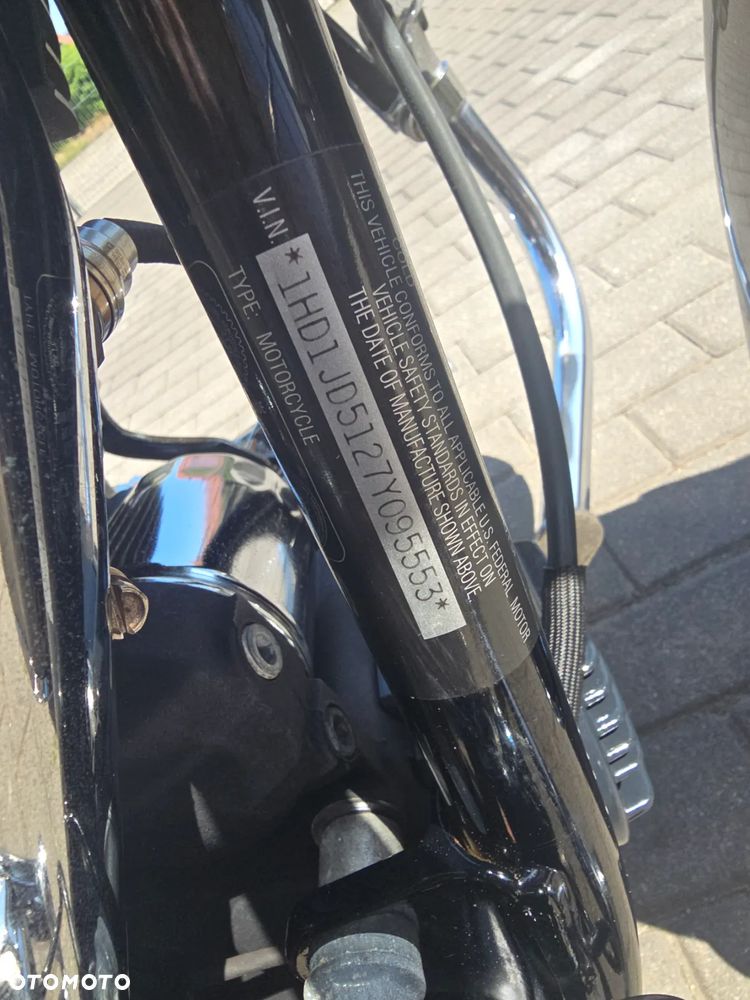 GOLD
THIS VEHICLE CONFORMS TO ALL APPLICABLE U.S. FEDERAL MOTOR
VEHICLE SAFETY STANDARDS IN EFFECT ON
THE DATE OF MANUFACTURE SHOWN ABOVE
V.I.N. *1HD1JD5127Y095553*
TYPE: MOTORCYCLE
OTOMOTO